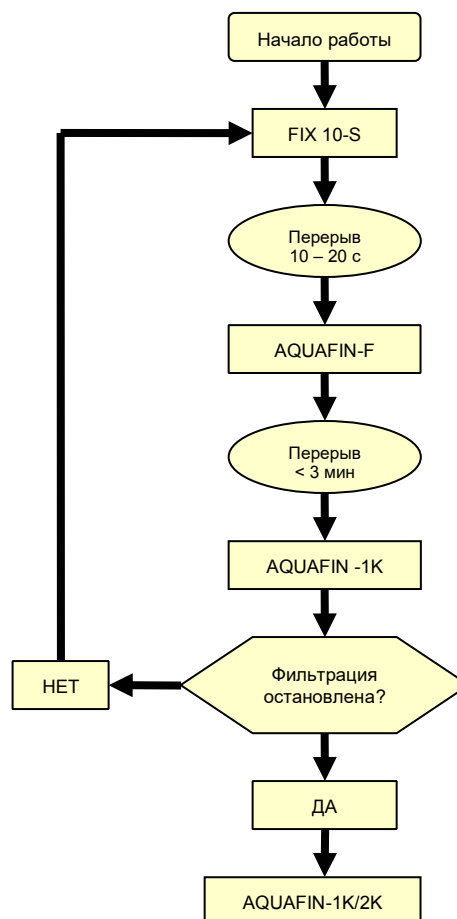 Начало работы
FIX 10-S
Перерыв
10 – 20 с
AQUAFIN-F
Перерыв
< 3 мин
AQUAFIN -1K
Фильтрация
остановлена?
НЕТ
ДА
AQUAFIN-1K/2K